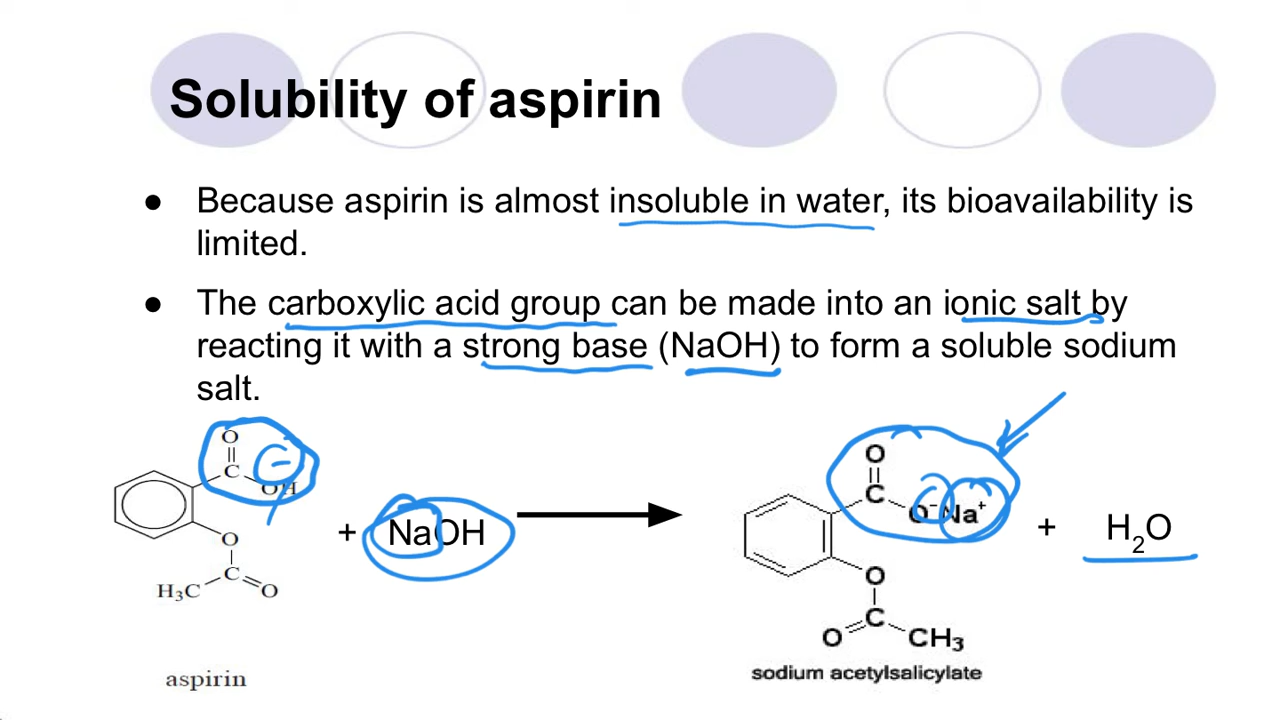 Solubility of aspirin
● Because aspirin is almost insoluble in water, its bioavailability is
limited.
● The carboxylic acid group can be made into an ionic salt by
reacting it with a strong base (NaOH) to form a soluble sodium
salt.
O
C
OH
O
C
H₃C
O
aspirin
+ NaOH
O
C
O⁻Na⁺
O
C
O
CH₃
sodium acetylsalicylate
+ H₂O